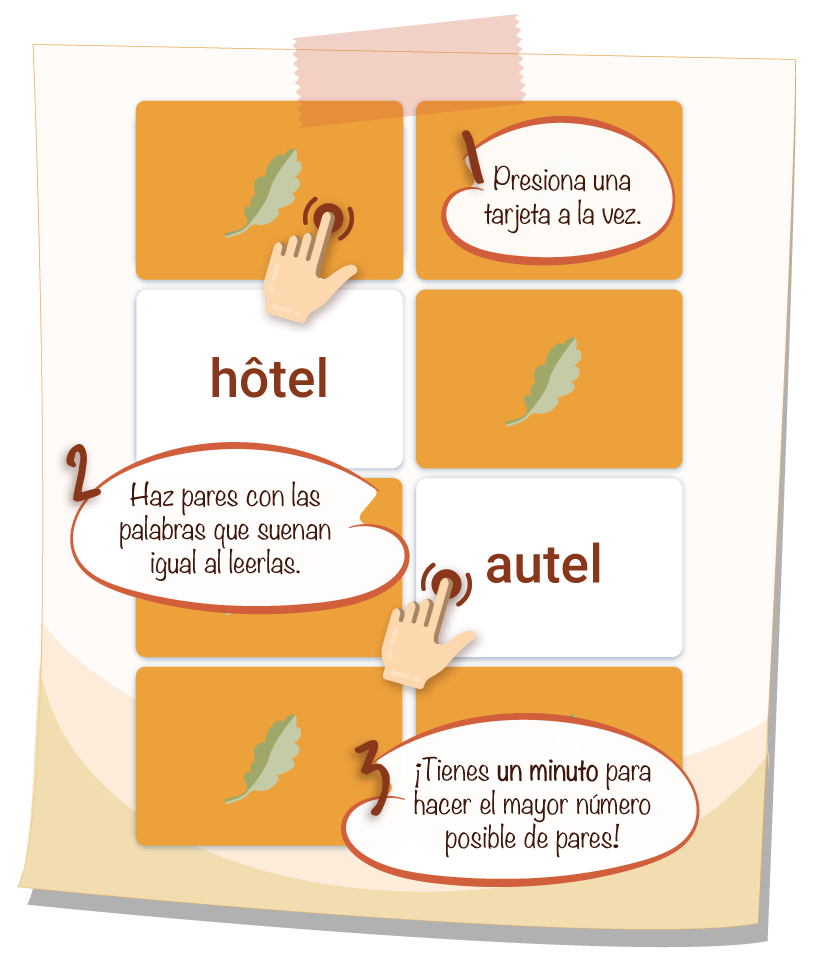 1
Presiona una
tarjeta a la vez.
hôtel
2
Haz pares con las
palabras que suenan
igual al leerlas.
autel
3
¡Tienes un minuto para
hacer el mayor número
posible de pares!